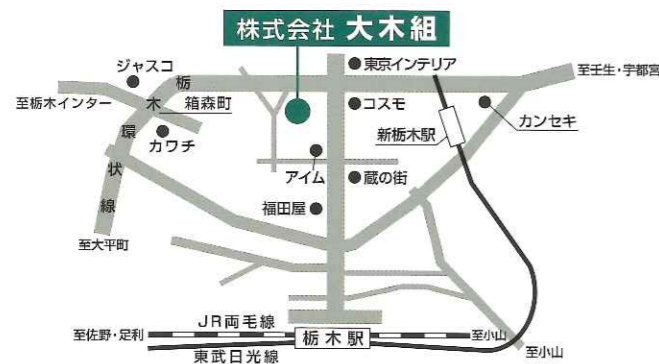 株式会社 大木組
ジャスコ
東京インテリア
至壬生・宇都宮
至栃木インター
箱森町
コスモ
カンセキ
栃木環状線
カワチ
新栃木駅
アイム
蔵の街
福田屋
至大平町
JR両毛線
至佐野・足利
栃木駅
至小山
東武日光線
至小山